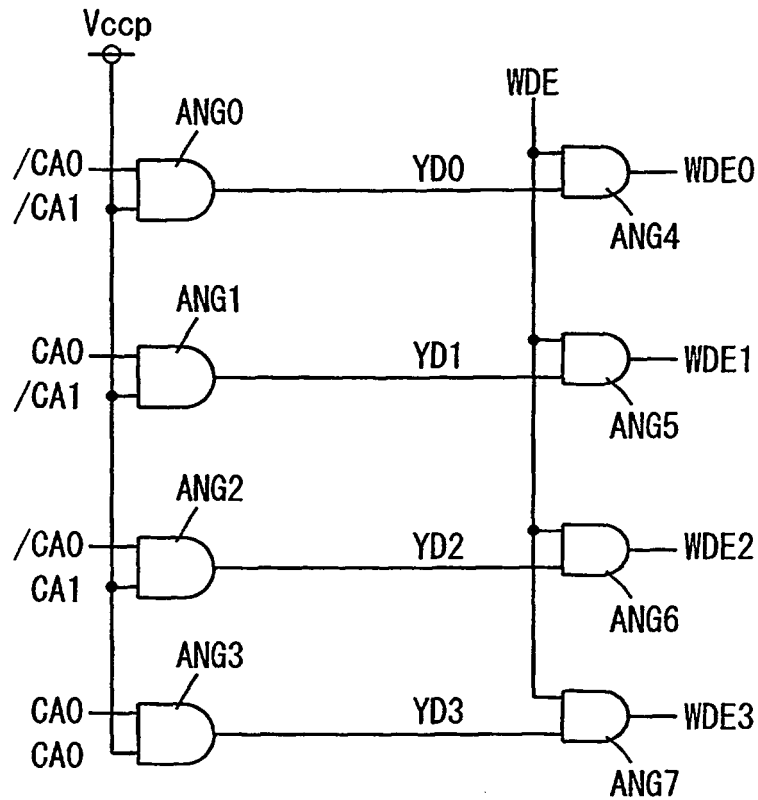 Vccp
WDE
ANG0
/CA0
/CA1
YD0
WDE0
ANG4
ANG1
CA0
/CA1
YD1
WDE1
ANG5
ANG2
/CA0
CA1
YD2
WDE2
ANG6
ANG3
CA0
CA0
YD3
WDE3
ANG7